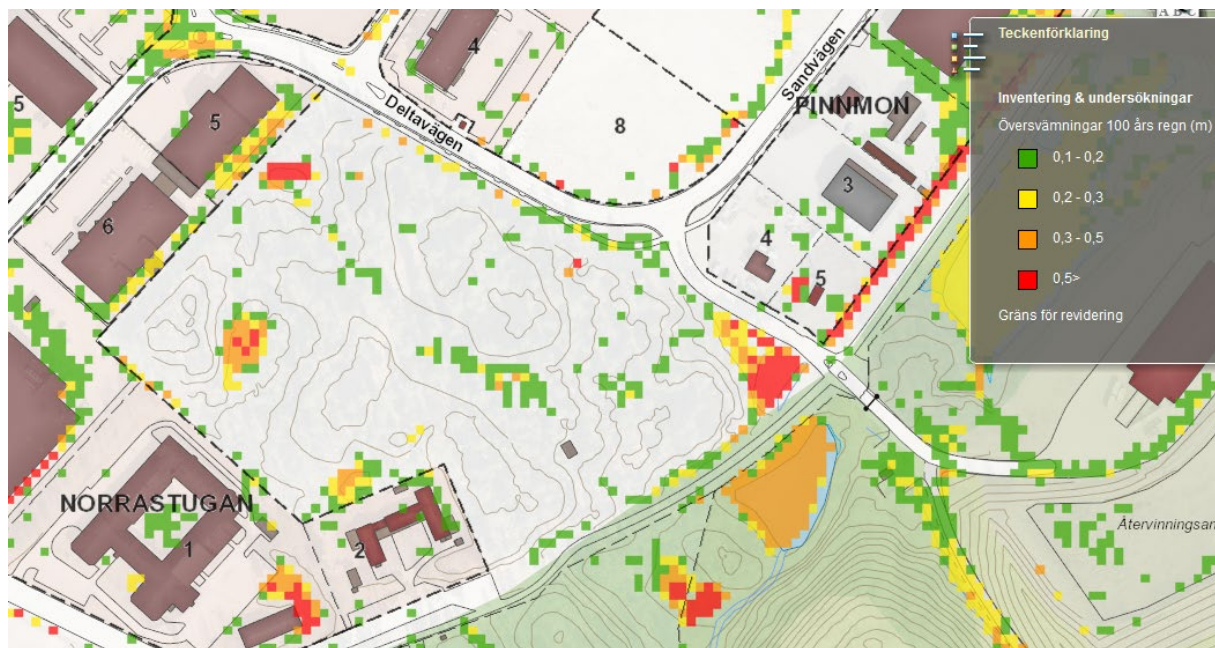 A B C
Teckenförklaring
Inventering & undersökningar
Översvämningar 100 års regn (m)
0,1 - 0,2
0,2 - 0,3
0,3 - 0,5
0,5>
Gräns för revidering
4
5
5
8
Deltavägen
Sandvägen
PINNMON
3
6
4
5
NORRASTUGAN
1
2
Återvinningsan